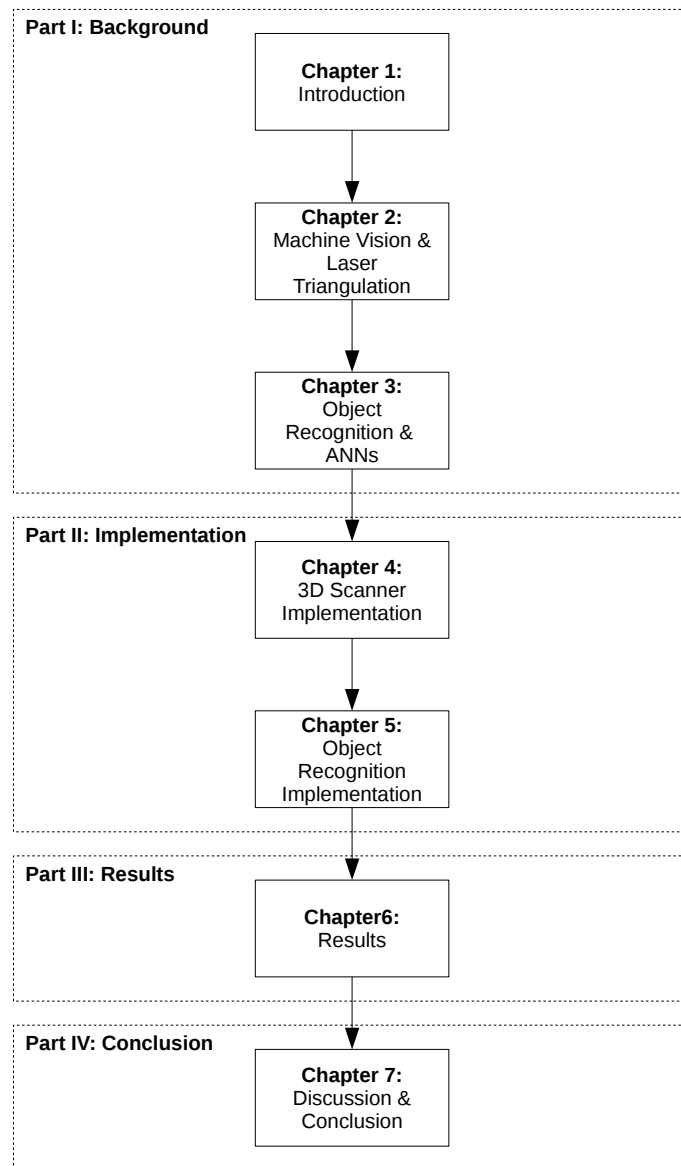 Part I: Background
Chapter 1:
Introduction
Chapter 2:
Machine Vision &
Laser
Triangulation
Chapter 3:
Object
Recognition &
ANNs
Part II: Implementation
Chapter 4:
3D Scanner
Implementation
Chapter 5:
Object
Recognition
Implementation
Part III: Results
Chapter6:
Results
Part IV: Conclusion
Chapter 7:
Discussion &
Conclusion